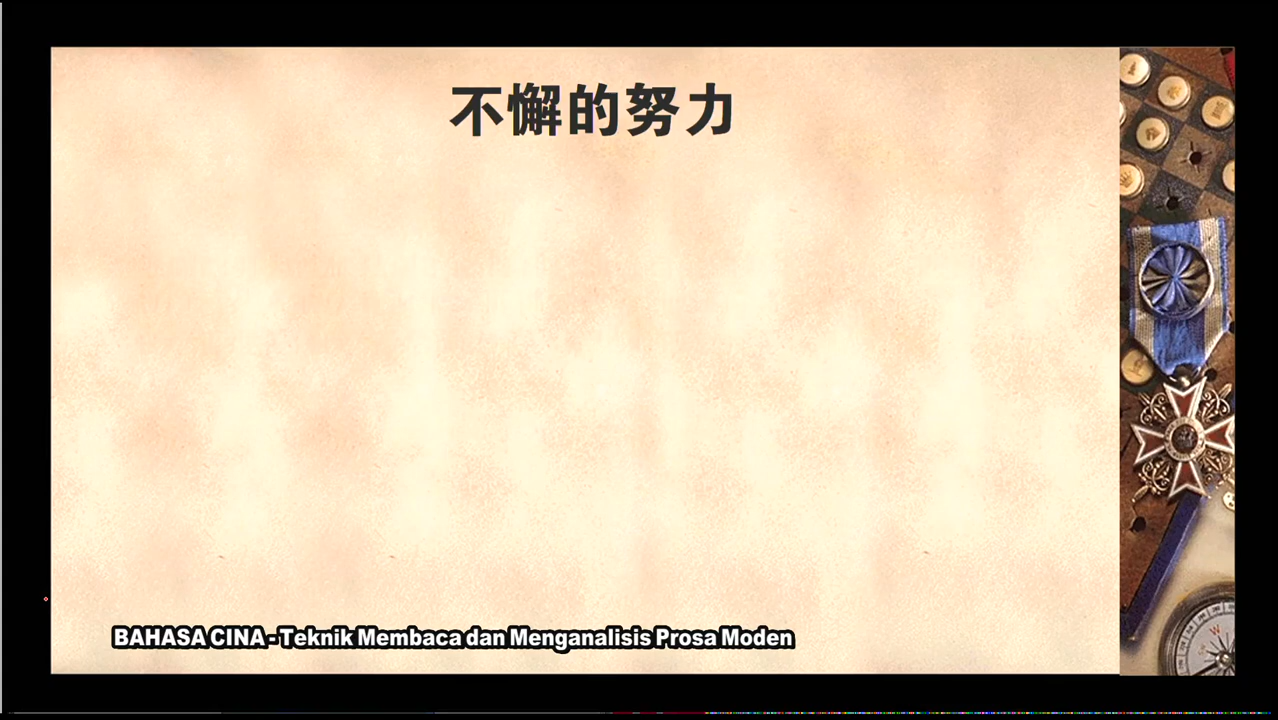 不懈的努力
BAHASA CINA - Teknik Membaca dan Menganalisis Prosa Moden